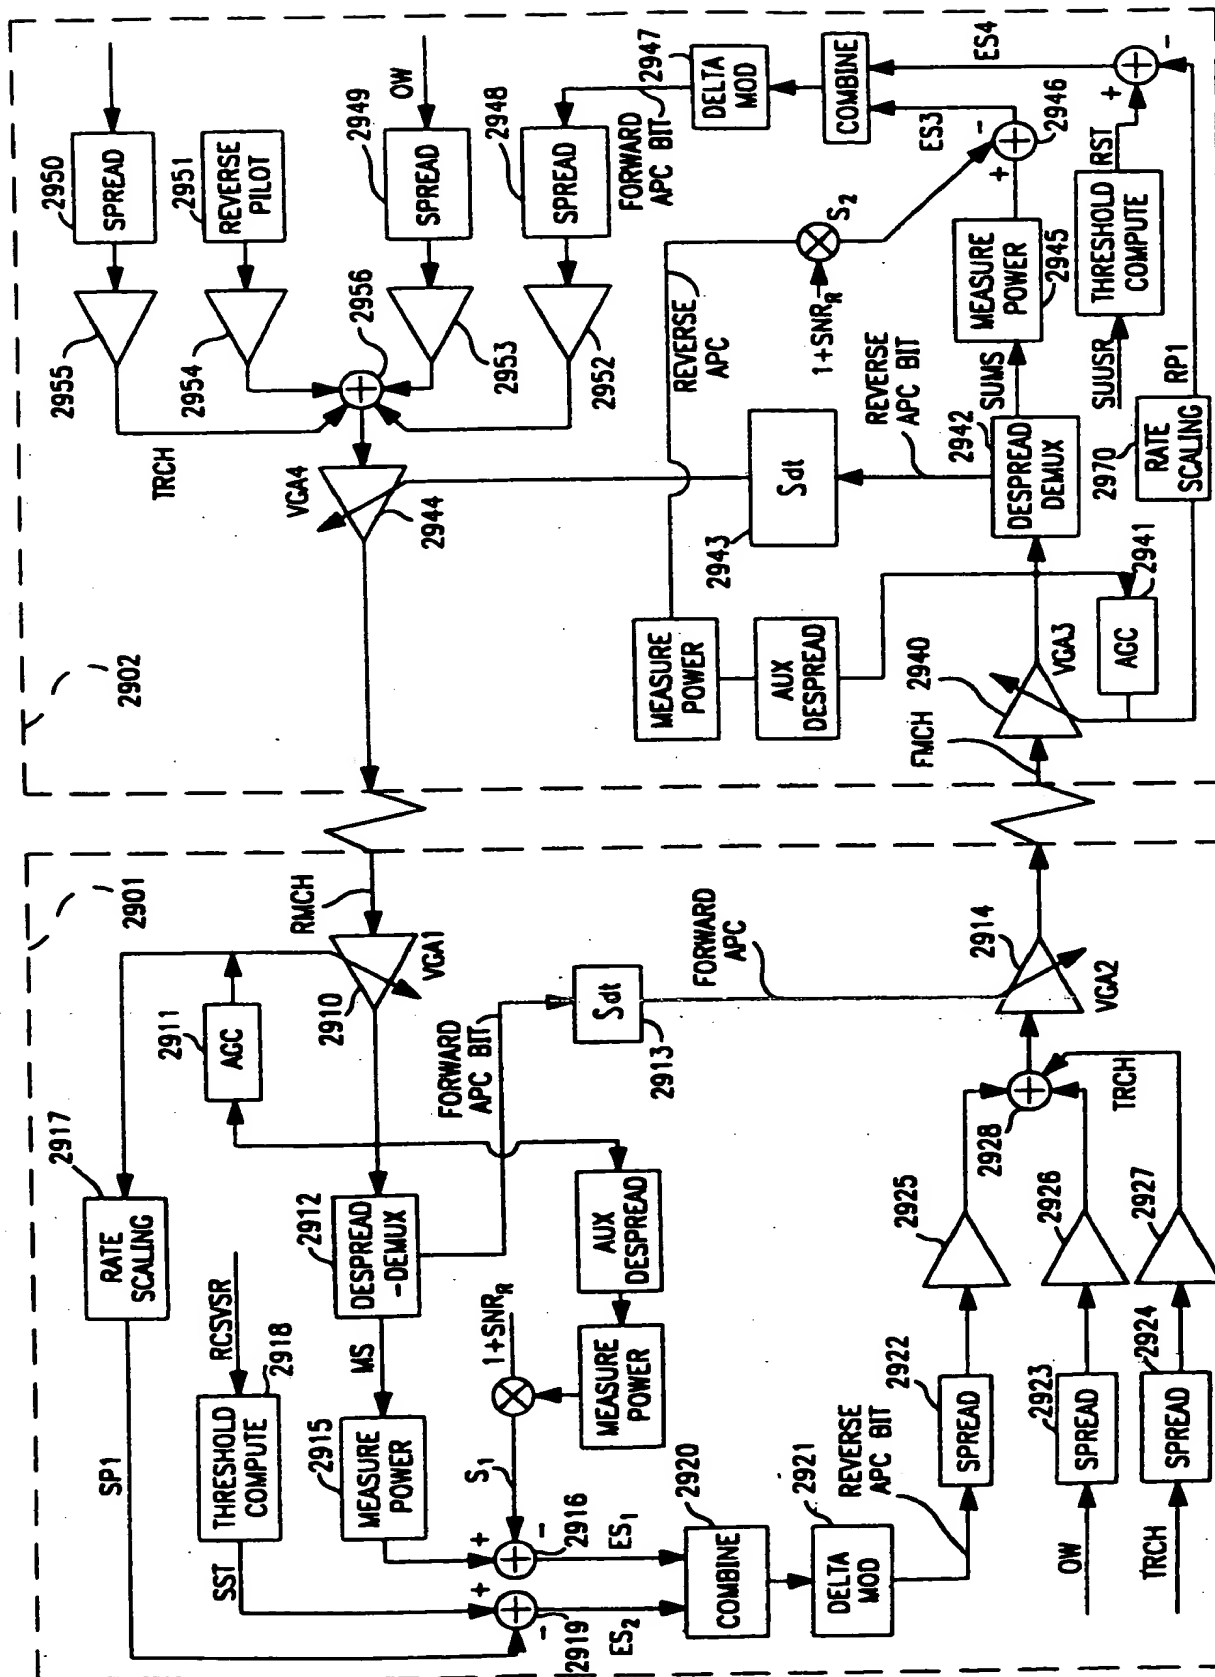 2901
RMCH
VGA1
2910
2911
AGC
2917
RATE
SCALING
SP1
RCSVSR
2918
THRESHOLD
COMPUTE
SST
2912
DESPREAD
-DEMUX
MS
2915
MEASURE
POWER
FORWARD
APC BIT
∫dt
2913
FORWARD
APC
2914
VGA2
AUX
DESPREAD
MEASURE
POWER
1+SNRR
S1
+
-
2916
ES1
+
-
2919
ES2
2920
COMBINE
2921
DELTA
MOD
REVERSE
APC BIT
2922
SPREAD
2925
OW
2923
SPREAD
2926
TRCH
2924
SPREAD
2927
2928
TRCH
2902
2950
SPREAD
2955
TRCH
2951
REVERSE
PILOT
2954
2956
OW
2949
SPREAD
2953
2948
SPREAD
2952
FORWARD
APC BIT
2947
DELTA
MOD
COMBINE
ES3
ES4
VGA4
2944
∫dt
2943
REVERSE
APC
1+SNRR
S2
REVERSE
APC BIT
MEASURE
POWER
AUX
DESPREAD
FMCH
2940
VGA3
2941
AGC
2942
DESPREAD
DEMUX
SUMS
2945
MEASURE
POWER
+
-
2946
SUUSR
THRESHOLD
COMPUTE
RST
+
-
2970
RATE
SCALING
RP1